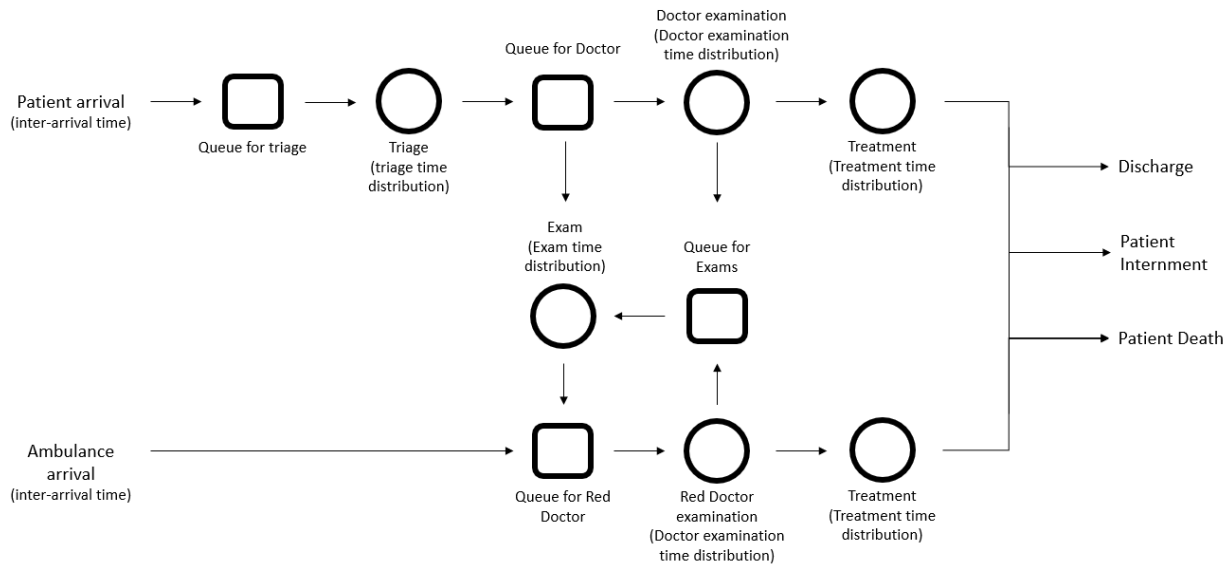 Doctor examination
(Doctor examination
time distribution)
Queue for Doctor
Patient arrival
(inter-arrival time)
Queue for triage
Triage
(triage time
distribution)
Treatment
(Treatment time
distribution)
Discharge
Exam
(Exam time
distribution)
Queue for
Exams
Patient
Internment
Patient Death
Ambulance
arrival
(inter-arrival time)
Queue for Red
Doctor
Red Doctor
examination
(Doctor examination
time distribution)
Treatment
(Treatment time
distribution)